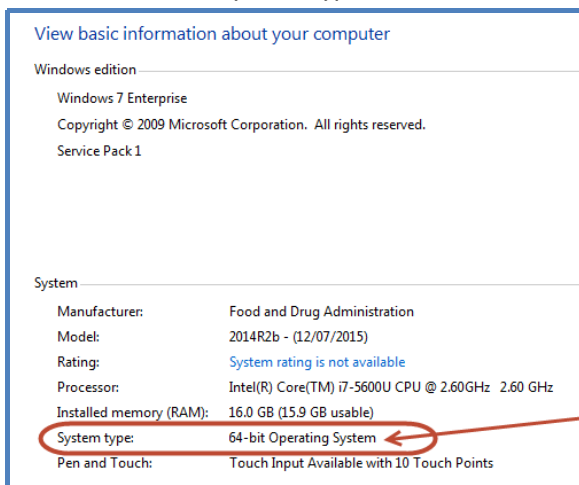 View basic information about your computer
Windows edition
Windows 7 Enterprise
Copyright © 2009 Microsoft Corporation. All rights reserved.
Service Pack 1
System
Manufacturer: Food and Drug Administration
Model: 2014R2b - (12/07/2015)
Rating: System rating is not available
Processor: Intel(R) Core(TM) i7-5600U CPU @ 2.60GHz 2.60 GHz
Installed memory (RAM): 16.0 GB (15.9 GB usable)
System type: 64-bit Operating System
Pen and Touch: Touch Input Available with 10 Touch Points